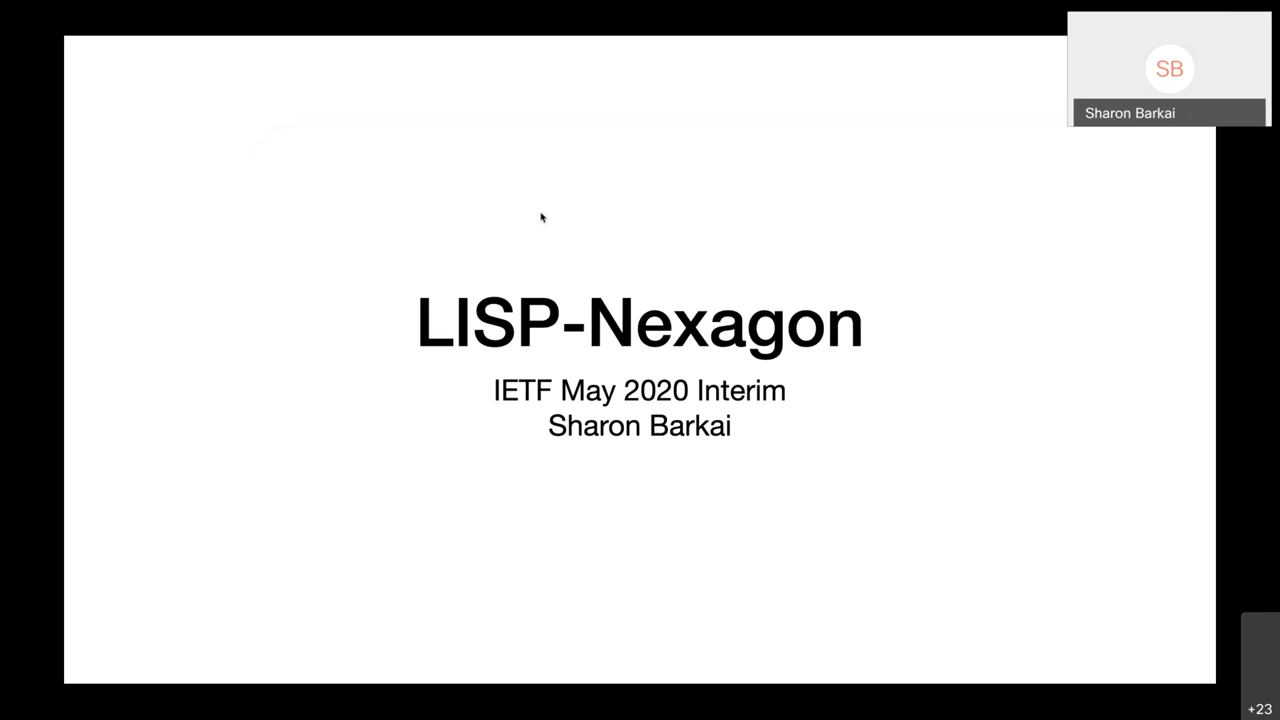 SB
Sharon Barkai
LISP-Nexagon
IETF May 2020 Interim
Sharon Barkai
+23